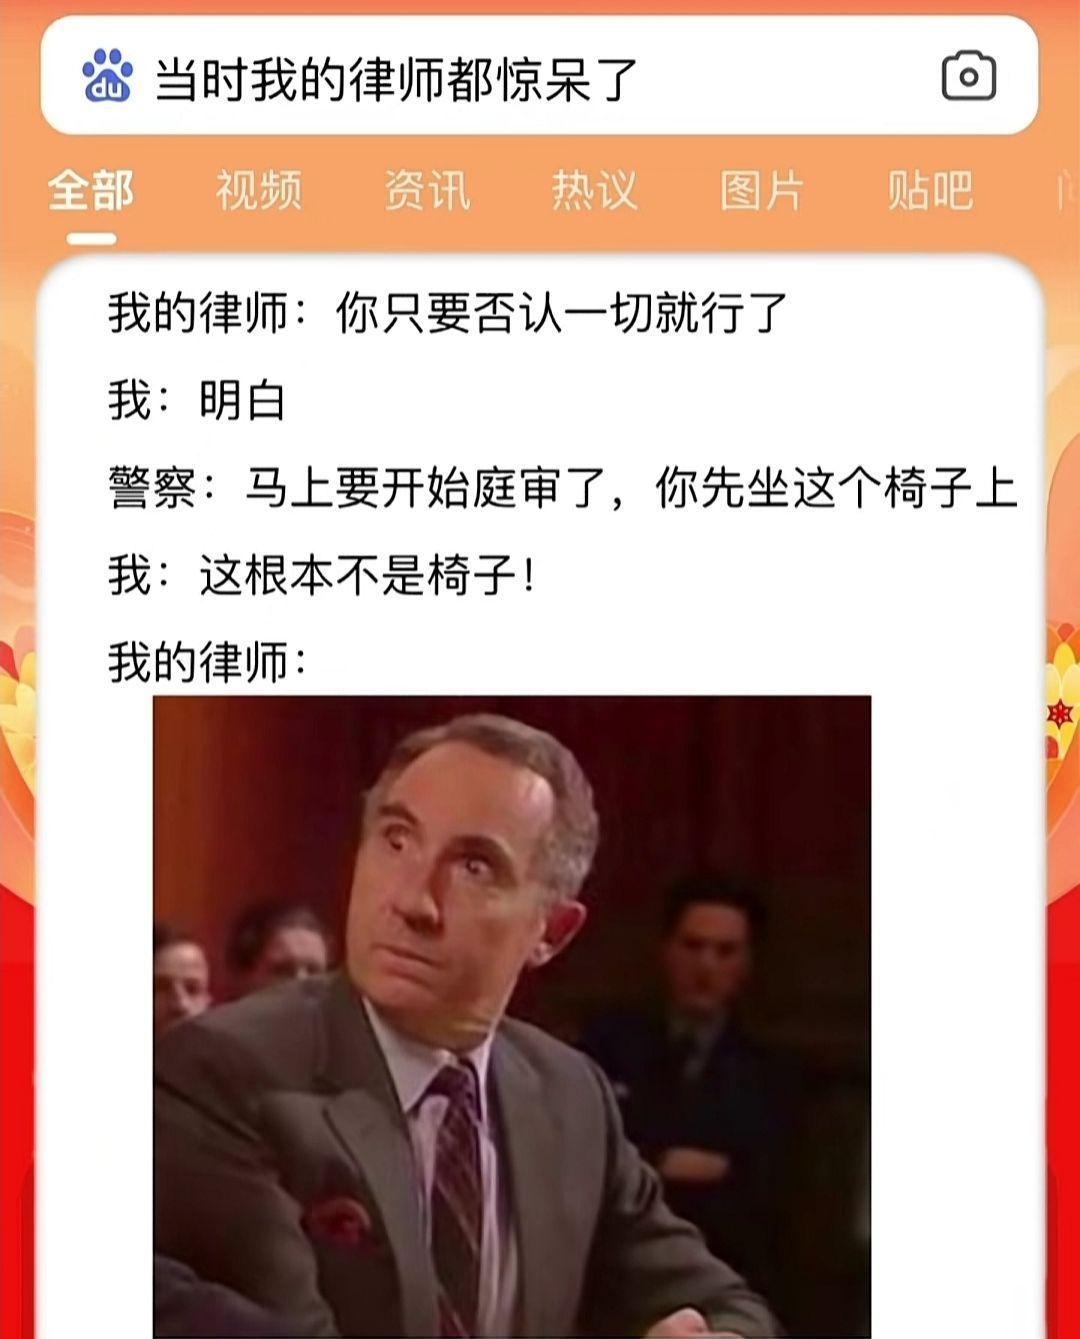 du 当时我的律师都惊呆了
全部 视频 资讯 热议 图片 贴吧
我的律师：你只要否认一切就行了
我：明白
警察：马上要开始庭审了，你先坐这个椅子上
我：这根本不是椅子！
我的律师：